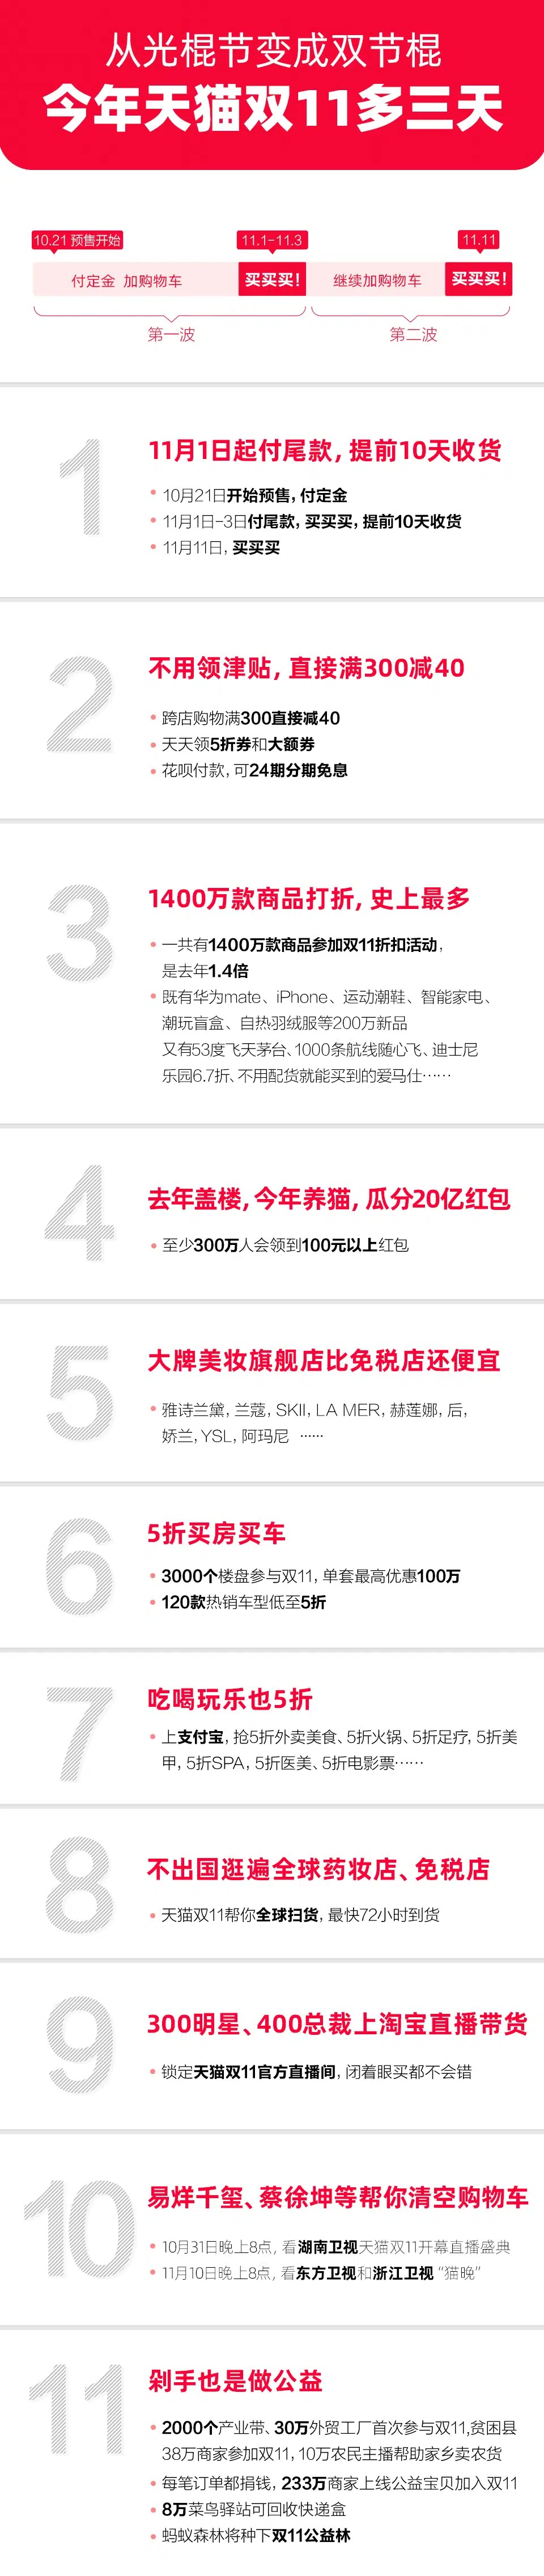 从光棍节变成双节棍
今年天猫双11多三天
10.21 预售开始
11.1-11.3
11.11
付定金 加购物车
买买买!
继续加购物车
买买买!
第一波
第二波
1
11月1日起付尾款, 提前10天收货
• 10月21日开始预售, 付定金
• 11月1日-3日付尾款, 买买买, 提前10天收货
• 11月11日, 买买买
2
不用领津贴, 直接满300减40
• 跨店购物满300直接减40
• 天天领5折券和大额券
• 花呗付款, 可24期分期免息
3
1400万款商品打折, 史上最多
• 一共有1400万款商品参加双11折扣活动,
是去年1.4倍
• 既有华为mate、iPhone、运动潮鞋、智能家电、
潮玩盲盒、自热羽绒服等200万新品
又有53度飞天茅台、1000条航线随心飞、迪士尼
乐园6.7折、不用配货就能买到的爱马仕……
4
去年盖楼, 今年养猫, 瓜分20亿红包
• 至少300万人会领到100元以上红包
5
大牌美妆旗舰店比免税店还便宜
• 雅诗兰黛, 兰蔻, SKII, LA MER, 赫莲娜, 后,
娇兰, YSL, 阿玛尼 ……
6
5折买房买车
• 3000个楼盘参与双11, 单套最高优惠100万
• 120款热销车型低至5折
7
吃喝玩乐也5折
• 上支付宝, 抢5折外卖美食、5折火锅、5折足疗, 5折美
甲, 5折SPA, 5折医美、5折电影票……
8
不出国逛遍全球药妆店、免税店
• 天猫双11帮你全球扫货, 最快72小时到货
9
300明星、400总裁上淘宝直播带货
• 锁定天猫双11官方直播间, 闭着眼买都不会错
10
易烊千玺、蔡徐坤等帮你清空购物车
• 10月31日晚上8点, 看湖南卫视天猫双11开幕直播盛典
• 11月10日晚上8点, 看东方卫视和浙江卫视“猫晚”
11
剁手也是做公益
• 2000个产业带、30万外贸工厂首次参与双11,贫困县
38万商家参加双11, 10万农民主播帮助家乡卖农货
• 每笔订单都捐钱, 233万商家上线公益宝贝加入双11
• 8万菜鸟驿站可回收快递盒
• 蚂蚁森林将种下双11公益林